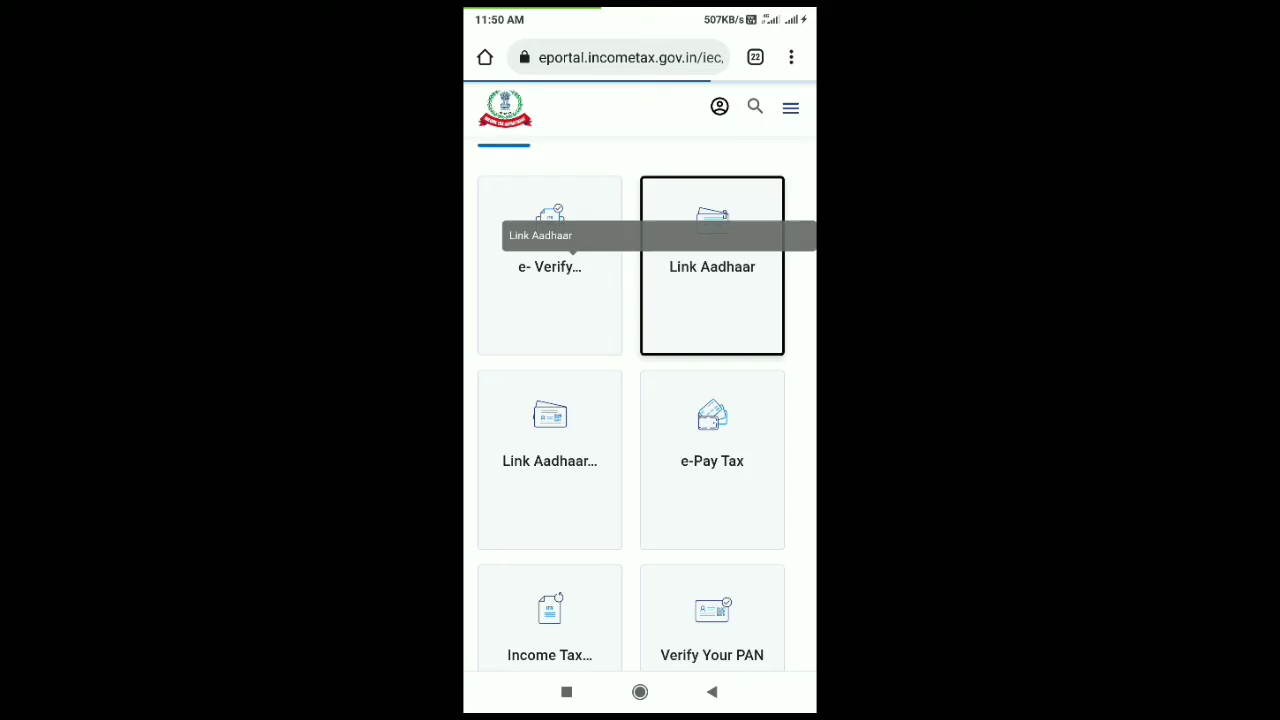 11:50 AM
507KB/s
eportal.incometax.gov.in/iec,
22
Link Aadhaar
e- Verify...
Link Aadhaar
Link Aadhaar...
e-Pay Tax
Income Tax...
Verify Your PAN